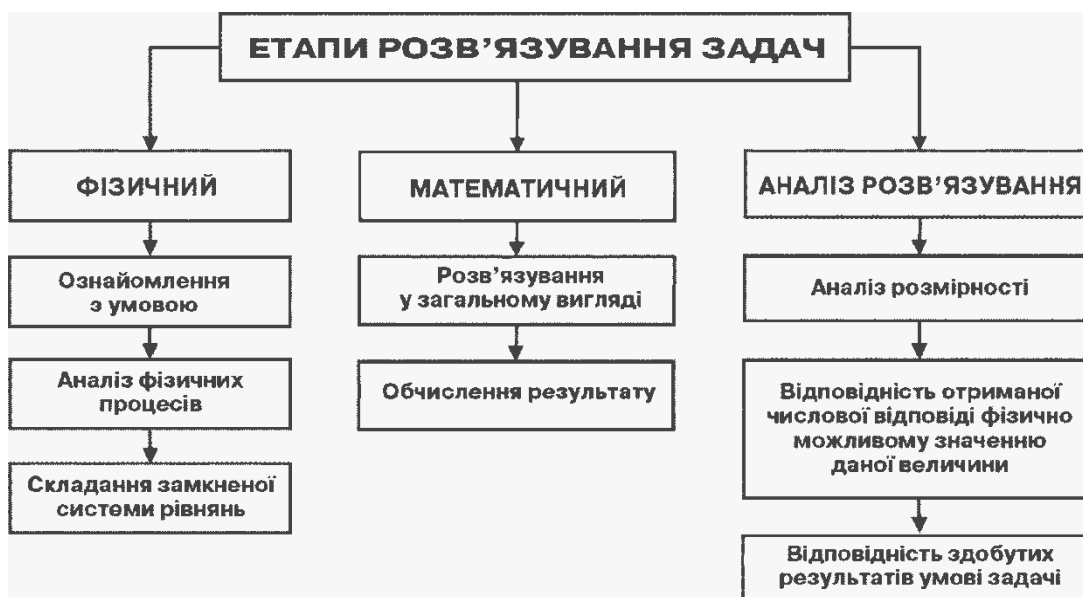 ЕТАПИ РОЗВ’ЯЗУВАННЯ ЗАДАЧ
ФІЗИЧНИЙ
Ознайомлення
з умовою
Аналіз фізичних
процесів
Складання замкненої
системи рівнянь
МАТЕМАТИЧНИЙ
Розв’язування
у загальному вигляді
Обчислення результату
АНАЛІЗ РОЗВ’ЯЗУВАННЯ
Аналіз розмірності
Відповідність отриманої
числової відповіді фізично
можливому значенню
даної величини
Відповідність здобутих
результатів умові задачі